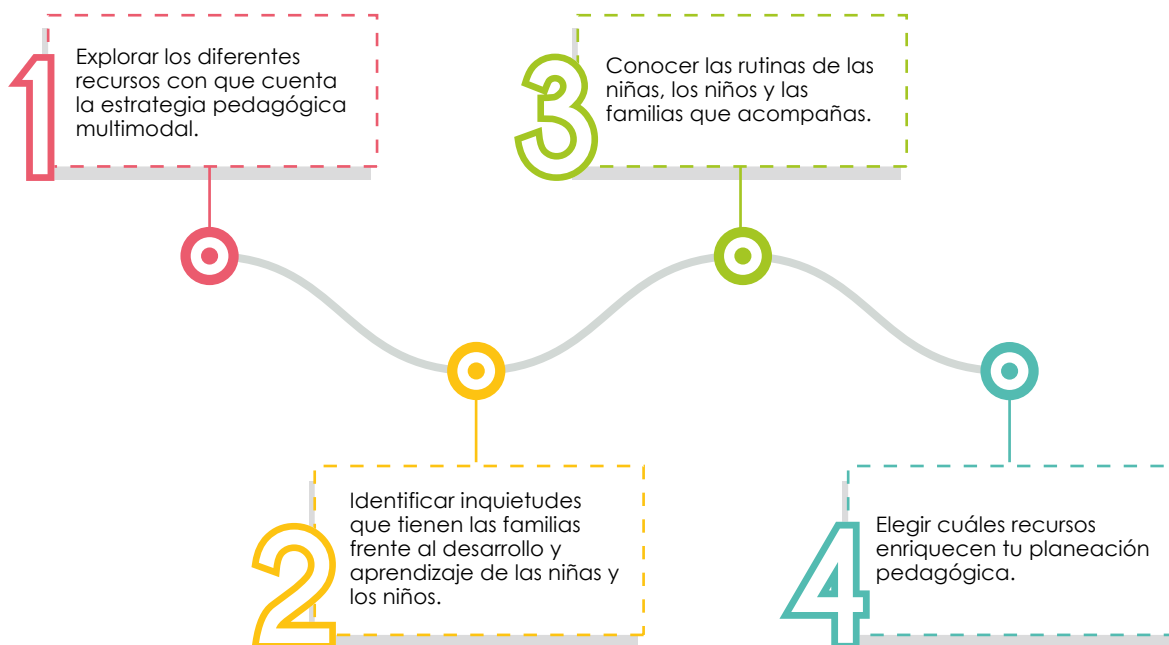 1
Explorar los diferentes
recursos con que cuenta
la estrategia pedagógica
multimodal.
2
Identificar inquietudes
que tienen las familias
frente al desarrollo y
aprendizaje de las niñas y
los niños.
3
Conocer las rutinas de las
niñas, los niños y las
familias que acompañas.
4
Elegir cuáles recursos
enriquecen tu planeación
pedagógica.